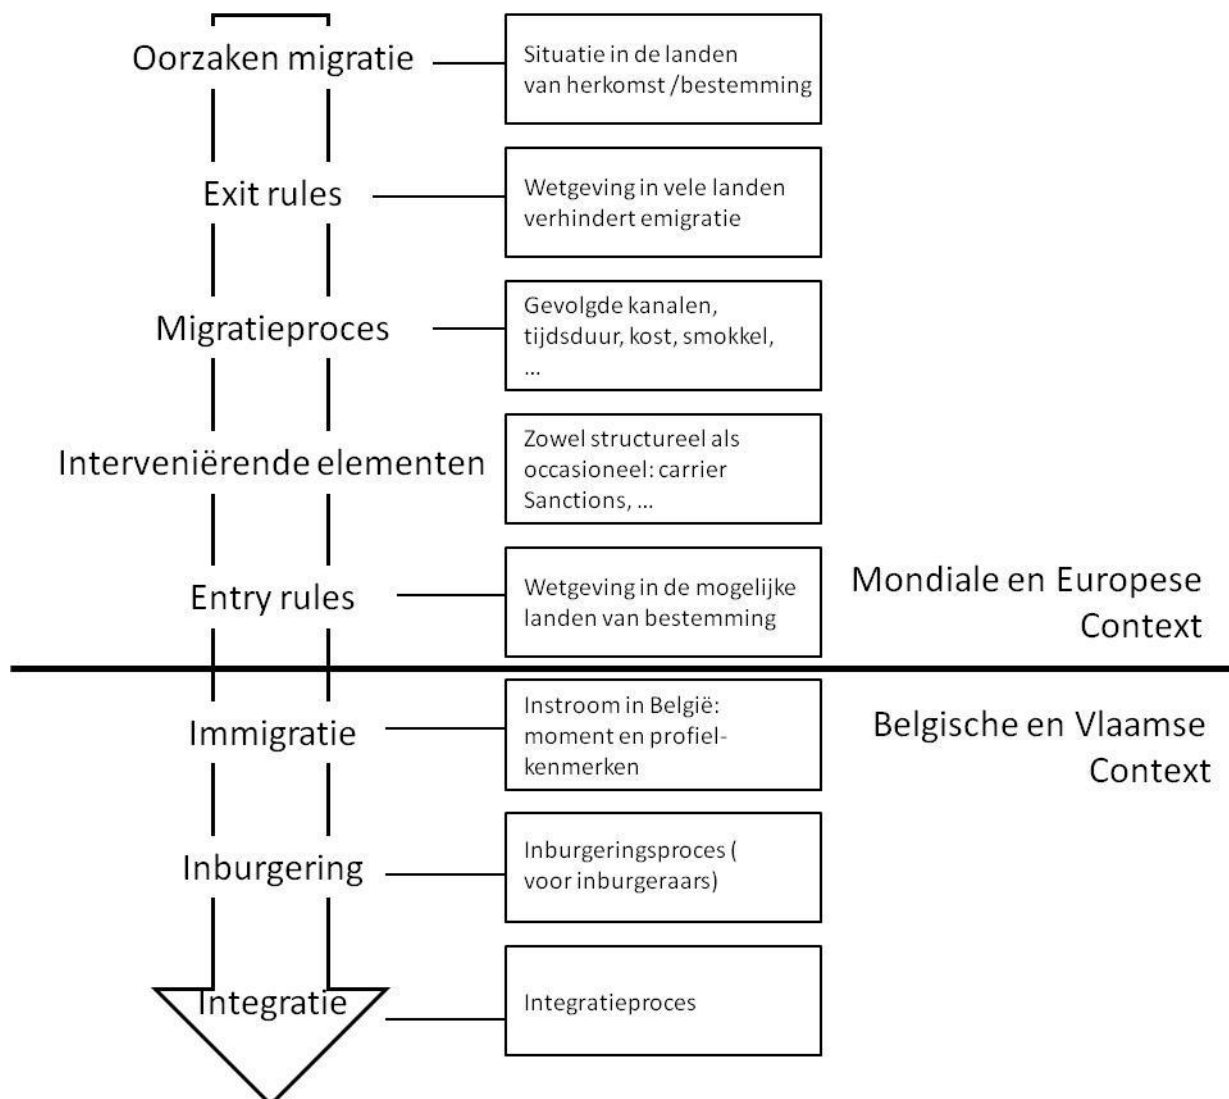 Oorzaken migratie
Situatie in de landen
van herkomst /bestemming
Exit rules
Wetgeving in vele landen
verhindert emigratie
Migratieproces
Gevolgde kanalen,
tijdsduur, kost, smokkel,
...
Interveniërende elementen
Zowel structureel als
occasioneel: carrier
Sanctions, ...
Entry rules
Wetgeving in de mogelijke
landen van bestemming
Mondiale en Europese
Context
Immigratie
Instroom in België:
moment en profiel-
kenmerken
Belgische en Vlaamse
Context
Inburgering
Inburgeringsproces (
voor inburgeraars)
Integratie
Integratieproces